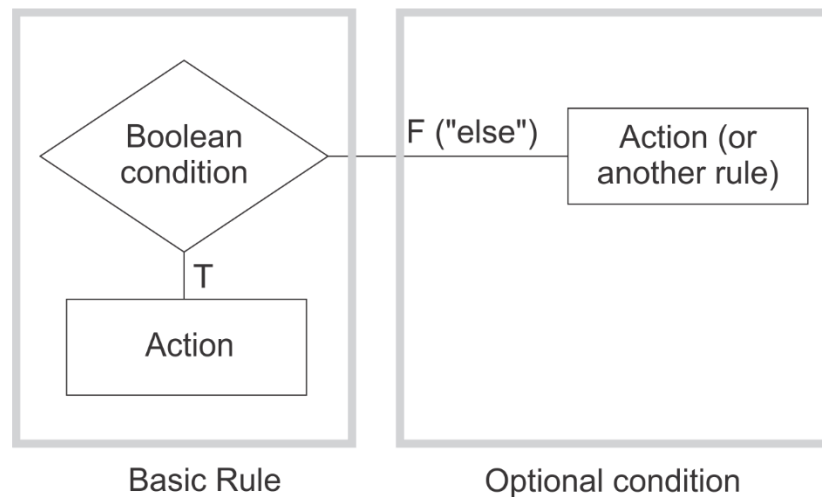 Boolean
condition
F ("else")
Action (or
another rule)
T
Action
Basic Rule
Optional condition